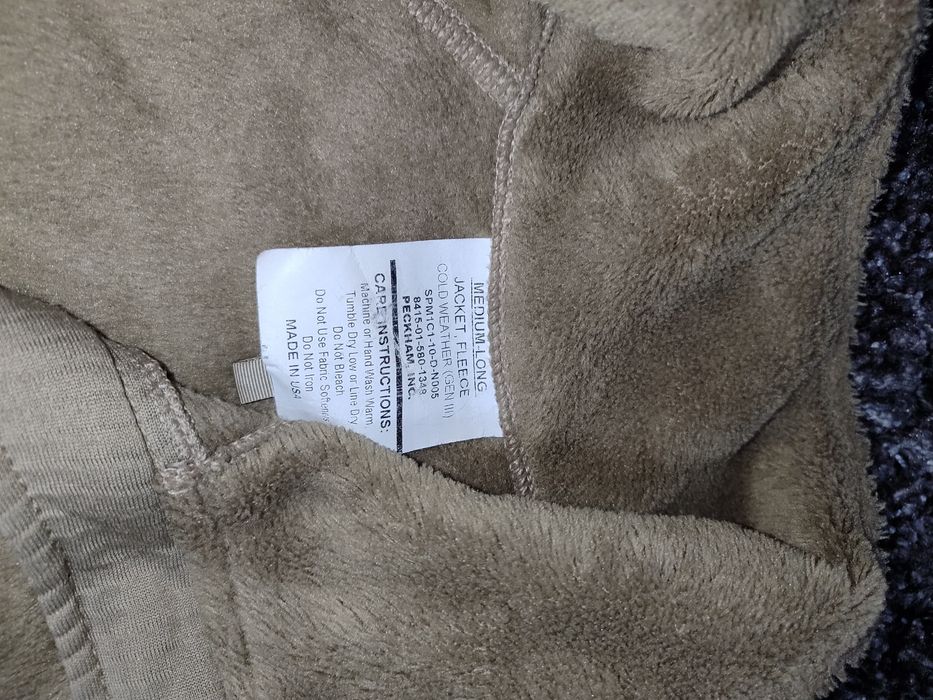 MEDIUM-LONG
JACKET, FLEECE
COLD WEATHER (GEN III)
SPM1C1-10-D-N005
8415-01-580-1348
PECKHAM, INC.
CARE INSTRUCTIONS:
Machine or Hand Wash Warm
Tumble Dry Low or Line Dry
Do Not Bleach
Do Not Use Fabric
Do Not Iron
MADE IN USA